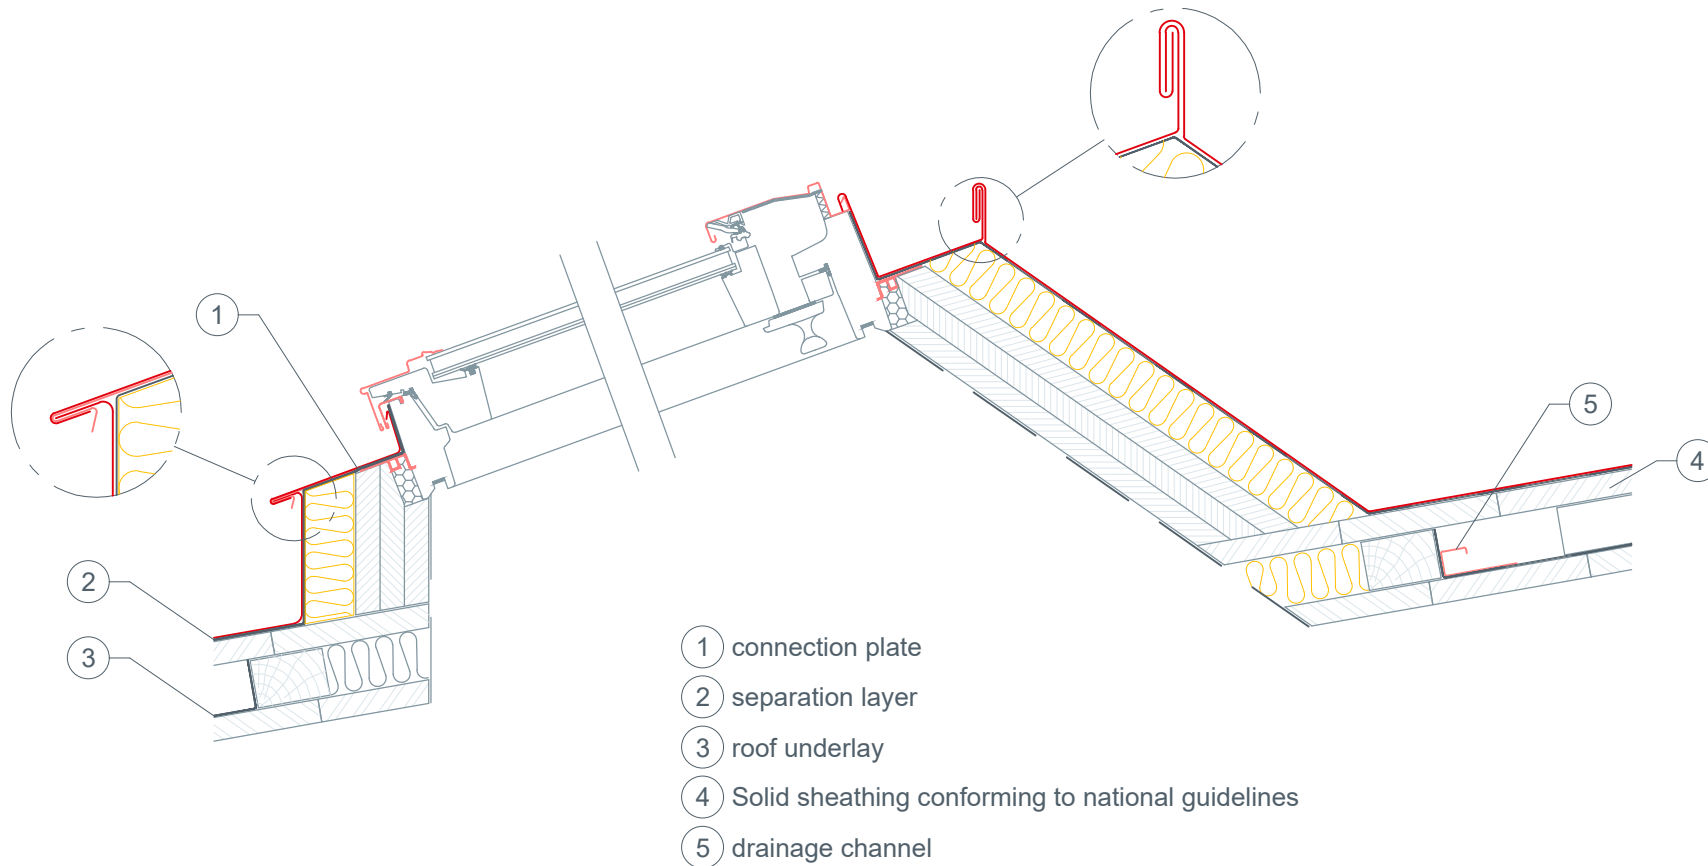 1
5
4
2
3
1 connection plate
2 separation layer
3 roof underlay
4 Solid sheathing conforming to national guidelines
5 drainage channel